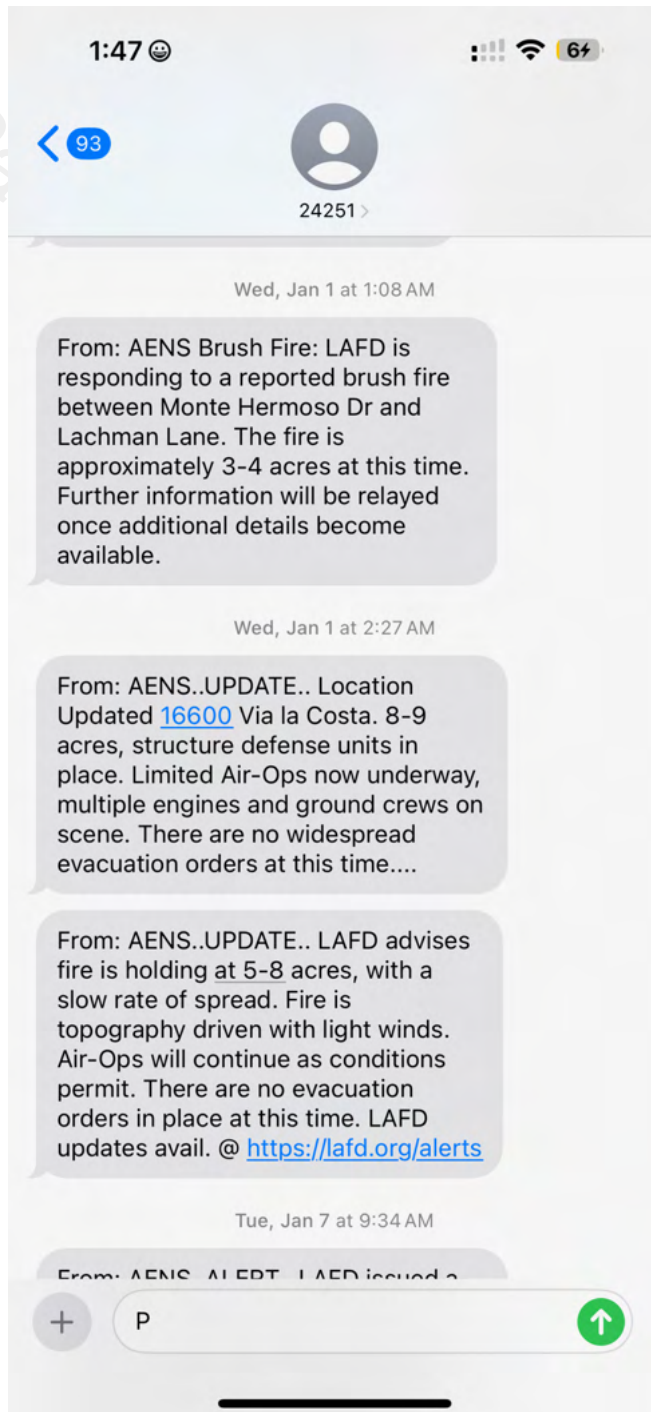 1:47
64
93
24251
Wed, Jan 1 at 1:08 AM
From: AENS Brush Fire: LAFD is
responding to a reported brush fire
between Monte Hermoso Dr and
Lachman Lane. The fire is
approximately 3-4 acres at this time.
Further information will be relayed
once additional details become
available.
Wed, Jan 1 at 2:27 AM
From: AENS..UPDATE.. Location
Updated 16600 Via la Costa. 8-9
acres, structure defense units in
place. Limited Air-Ops now underway,
multiple engines and ground crews on
scene. There are no widespread
evacuation orders at this time....
From: AENS..UPDATE.. LAFD advises
fire is holding at 5-8 acres, with a
slow rate of spread. Fire is
topography driven with light winds.
Air-Ops will continue as conditions
permit. There are no evacuation
orders in place at this time. LAFD
updates avail. @ https://lafd.org/alerts
Tue, Jan 7 at 9:34 AM
From: AENS ALERT LAFD issued a
P